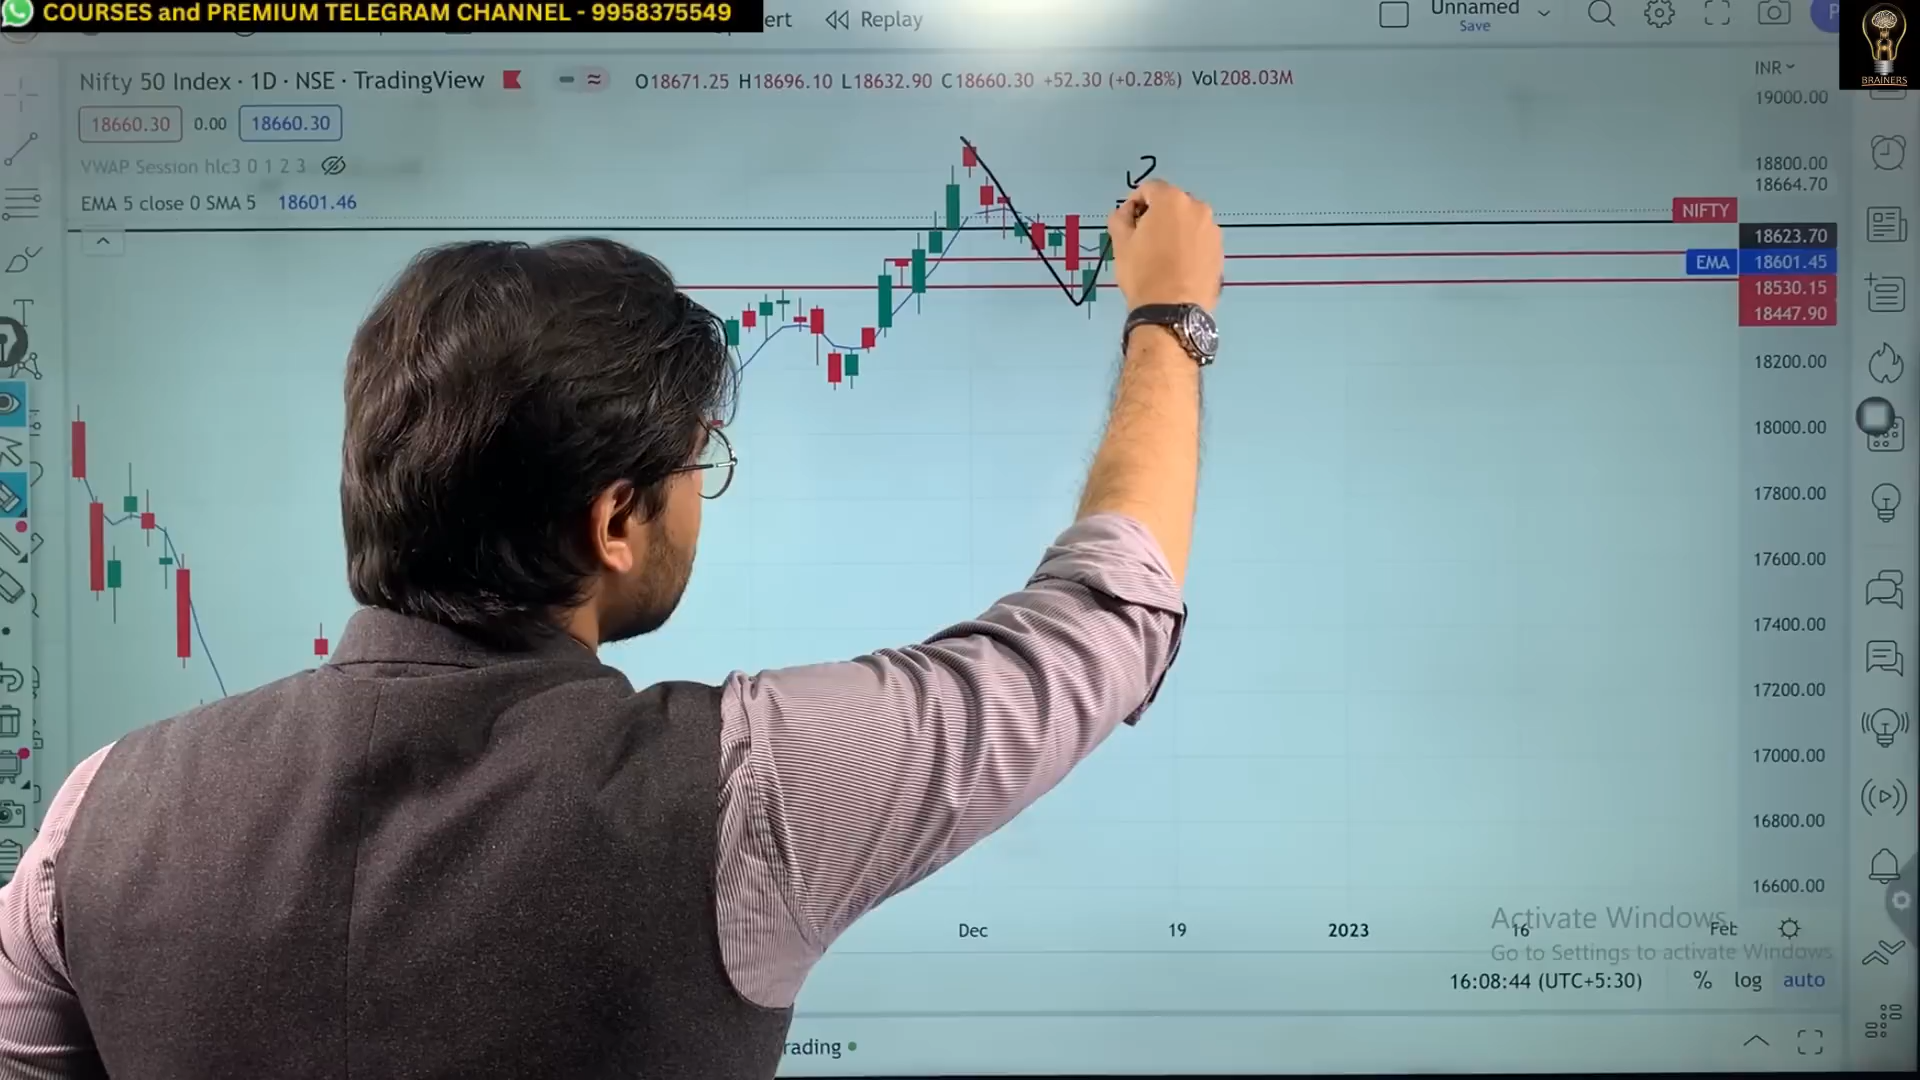 COURSES and PREMIUM TELEGRAM CHANNEL - 9958375549
ert
Replay
Unnamed
Save
P
BRAINERS
Nifty 50 Index · 1D · NSE · TradingView
O18671.25 H18696.10 L18632.90 C18660.30 +52.30 (+0.28%) Vol208.03M
18660.30 0.00 18660.30
VWAP Session hlc3 0 1 2 3
EMA 5 close 0 SMA 5 18601.46
INR
19000.00
18800.00
18664.70
NIFTY
18623.70
EMA 18601.45
18530.15
18447.90
18200.00
18000.00
17800.00
17600.00
17400.00
17200.00
17000.00
16800.00
16600.00
Dec 19 2023 16 Feb
Activate Windows
Go to Settings to activate Windows.
16:08:44 (UTC+5:30) % log auto
rading